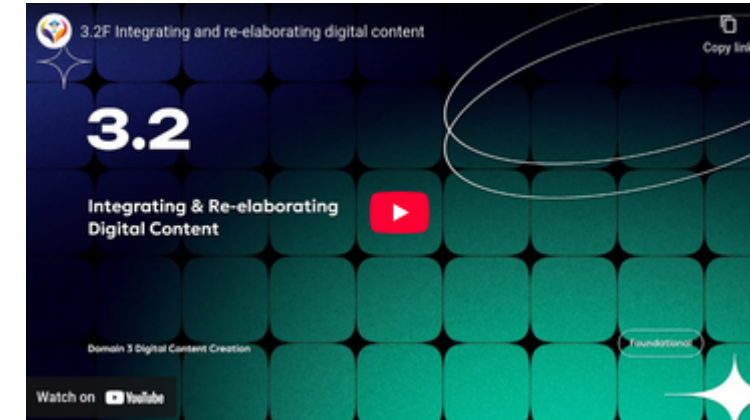 3.2F Integrating and re-elaborating digital content
Copy link
3.2
Integrating & Re-elaborating
Digital Content
Domain 3 Digital Content Creation
Foundational
Watch on YouTube